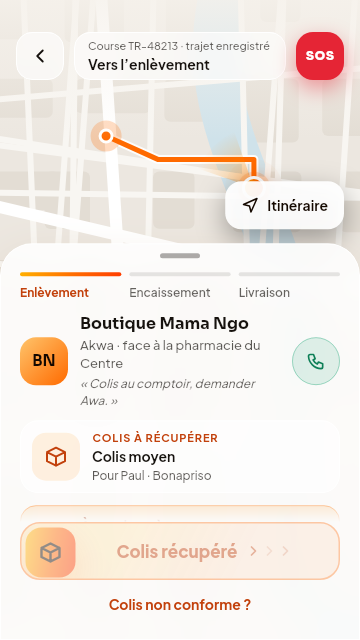 Course TR-48213 · trajet enregistré
Vers l'enlèvement
SOS
Itinéraire
Enlèvement
Encaissement
Livraison
BN
Boutique Mama Ngo
Akwa · face à la pharmacie du
Centre
« Colis au comptoir, demander
Awa. »
COLIS À RÉCUPÉRER
Colis moyen
Pour Paul · Bonapriso
Colis récupéré
Colis non conforme ?